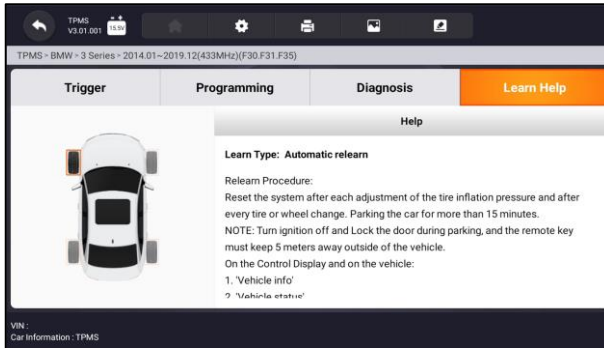 TPMS
V3.01.001
15.5V
TPMS > BMW > 3 Series > 2014.01~2019.12(433MHz)(F30.F31.F35)
Trigger
Programming
Diagnosis
Learn Help
Help
Learn Type: Automatic relearn
Relearn Procedure:
Reset the system after each adjustment of the tire inflation pressure and after
every tire or wheel change. Parking the car for more than 15 minutes.
NOTE: Turn ignition off and Lock the door during parking, and the remote key
must keep 5 meters away outside of the vehicle.
On the Control Display and on the vehicle:
1. 'Vehicle info'
2. 'Vehicle status'
VIN :
Car Information : TPMS